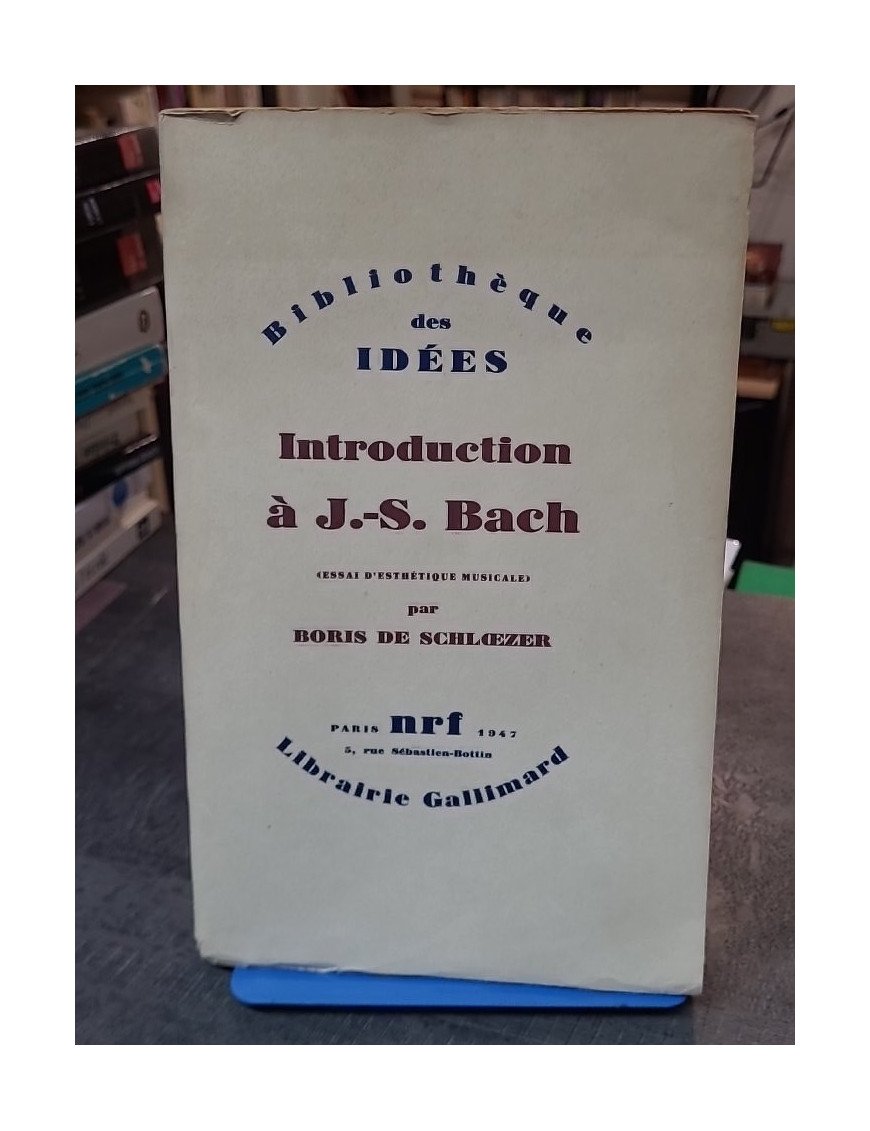 Bibliothèque
des
IDÉES
Introduction
à J.-S. Bach
(ESSAI D'ESTHÉTIQUE MUSICALE)
par
BORIS DE SCHLŒZER
PARIS nrf 1947
5, rue Sébastien-Bottin
Librairie Gallimard